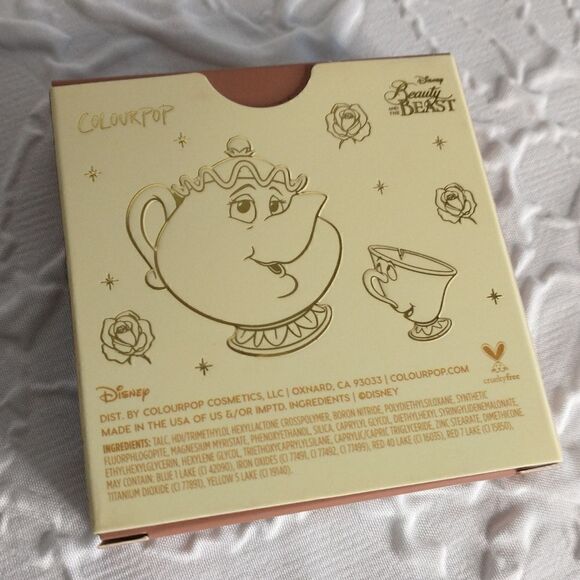 COLOURPOP
Disney
Beauty
AND THE
BEAST
Disney
crueltyfree
DIST. BY COLOURPOP COSMETICS, LLC | OXNARD, CA 93033 | COLOURPOP.COM
MADE IN THE USA OF US &/OR IMPTD. INGREDIENTS | ©DISNEY
INGREDIENTS: TALC, HDI/TRIMETHYLOL HEXYLLACTONE CROSSPOLYMER, BORON NITRIDE, POLYDIETHYLSILOXANE, SYNTHETIC
FLUORPHLOGOPITE, MAGNESIUM MYRISTATE, PHENOXYETHANOL, SILICA, CAPRYLYL GLYCOL, DIETHYLHEXYL SYRINGYLIDENEMALONATE,
ETHYLHEXYLGLYCERIN, HEXYLENE GLYCOL, TRIETHOXYCAPRYLYLSILANE, CAPRYLIC/CAPRIC TRIGLYCERIDE, ZINC STEARATE, DIMETHICONE
MAY CONTAIN: BLUE 1 LAKE (CI 42090), IRON OXIDES (CI 77491, CI 77492, CI 77499), RED 40 LAKE (CI 16035), RED 7 LAKE (CI 15850),
TITANIUM DIOXIDE (CI 77891), YELLOW 5 LAKE (CI 19140).